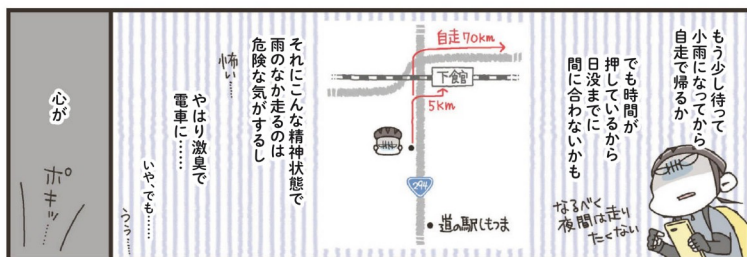 もう少し待って
小雨になってから
自走で帰るか
でも時間が
押しているから
日没までに
間に合わないかも
なるべく
夜間は走り
たくない
自走70km
下館
5km
294
道の駅しもつま
それにこんな精神状態で
雨のなか走るのは
危険な気がするし
怖い……
やはり激臭で
電車に……
いや、でも……
うぅ……
心が
ポキッ……